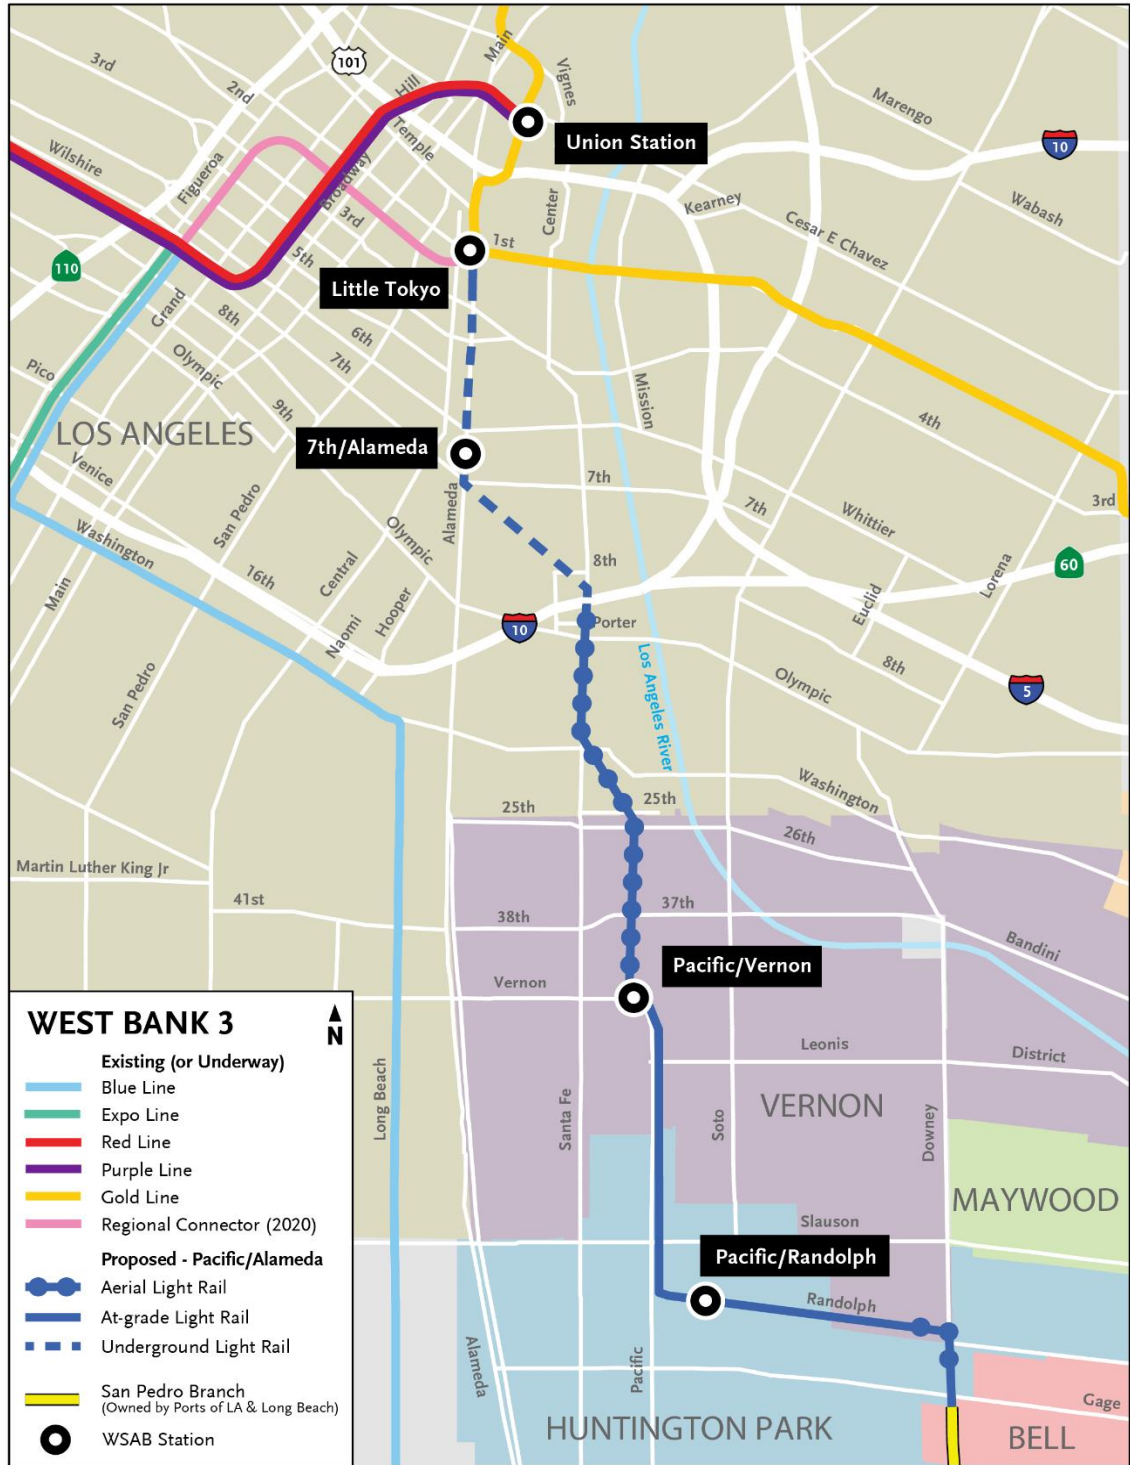 3rd
2nd
101
Hill
Main
Vignes
Marengo
10
Union Station
Temple
Wilshire
Figueroa
Broadway
3rd
Center
Kearney
Wabash
Cesar E Chavez
1st
110
Little Tokyo
5th
Grand
8th
6th
7th
Olympic
Pico
Mission
9th
4th
LOS ANGELES
7th/Alameda
Venice
7th
7th
3rd
San Pedro
Alameda
Olympic
Whittier
Washington
8th
60
16th
Central
Main
Hooper
Naomi
10
Porter
Euclid
Lorena
Los Angeles River
8th
Olympic
5
San Pedro
Washington
25th
25th
26th
Martin Luther King Jr
41st
38th
37th
Bandini
Pacific/Vernon
Vernon
Leonis
District
Long Beach
Santa Fe
Soto
VERNON
Downey
MAYWOOD
Slauson
Pacific/Randolph
Randolph
Alameda
Pacific
Gage
HUNTINGTON PARK
BELL
WEST BANK 3
N
Existing (or Underway)
Blue Line
Expo Line
Red Line
Purple Line
Gold Line
Regional Connector (2020)
Proposed - Pacific/Alameda
Aerial Light Rail
At-grade Light Rail
Underground Light Rail
San Pedro Branch
(Owned by Ports of LA & Long Beach)
WSAB Station